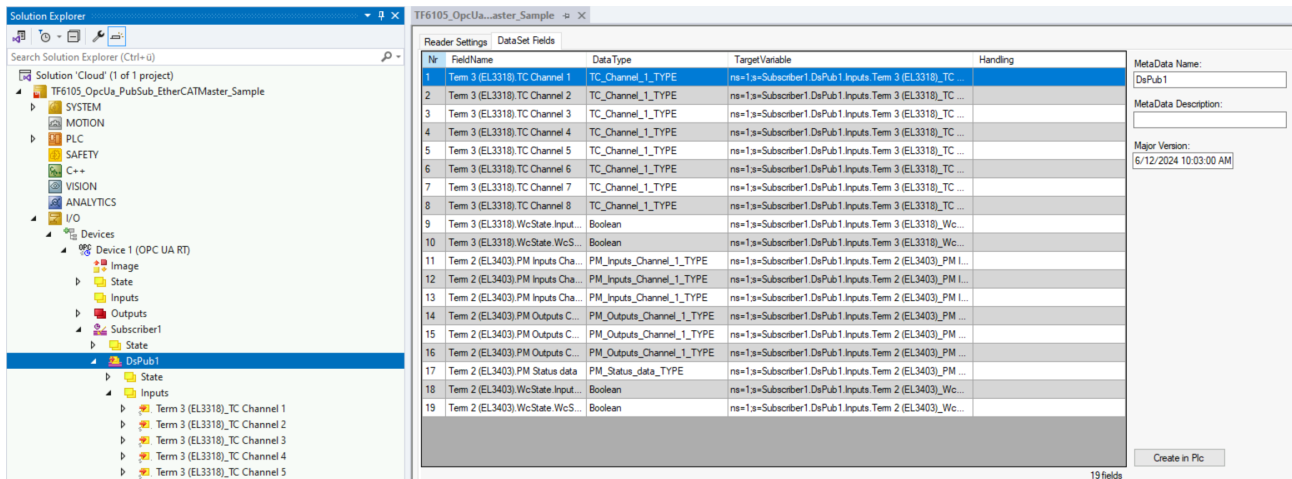 Solution Explorer
Search Solution Explorer (Ctrl+ü)
Solution 'Cloud' (1 of 1 project)
TF6105_OpcUa_PubSub_EtherCATMaster_Sample
SYSTEM
MOTION
PLC
SAFETY
C++
VISION
ANALYTICS
I/O
Devices
Device 1 (OPC UA RT)
Image
State
Inputs
Outputs
Subscriber1
State
DsPub1
State
Inputs
Term 3 (EL3318)_TC Channel 1
Term 3 (EL3318)_TC Channel 2
Term 3 (EL3318)_TC Channel 3
Term 3 (EL3318)_TC Channel 4
Term 3 (EL3318)_TC Channel 5
TF6105_OpcUa...aster_Sample
Reader Settings DataSet Fields
Nr FieldName DataType TargetVariable Handling
1 Term 3 (EL3318).TC Channel 1 TC_Channel_1_TYPE ns=1;s=Subscriber1.DsPub1.Inputs.Term 3 (EL3318)_TC ...
2 Term 3 (EL3318).TC Channel 2 TC_Channel_1_TYPE ns=1;s=Subscriber1.DsPub1.Inputs.Term 3 (EL3318)_TC ...
3 Term 3 (EL3318).TC Channel 3 TC_Channel_1_TYPE ns=1;s=Subscriber1.DsPub1.Inputs.Term 3 (EL3318)_TC ...
4 Term 3 (EL3318).TC Channel 4 TC_Channel_1_TYPE ns=1;s=Subscriber1.DsPub1.Inputs.Term 3 (EL3318)_TC ...
5 Term 3 (EL3318).TC Channel 5 TC_Channel_1_TYPE ns=1;s=Subscriber1.DsPub1.Inputs.Term 3 (EL3318)_TC ...
6 Term 3 (EL3318).TC Channel 6 TC_Channel_1_TYPE ns=1;s=Subscriber1.DsPub1.Inputs.Term 3 (EL3318)_TC ...
7 Term 3 (EL3318).TC Channel 7 TC_Channel_1_TYPE ns=1;s=Subscriber1.DsPub1.Inputs.Term 3 (EL3318)_TC ...
8 Term 3 (EL3318).TC Channel 8 TC_Channel_1_TYPE ns=1;s=Subscriber1.DsPub1.Inputs.Term 3 (EL3318)_TC ...
9 Term 3 (EL3318).WcState.Input... Boolean ns=1;s=Subscriber1.DsPub1.Inputs.Term 3 (EL3318)_Wc...
10 Term 3 (EL3318).WcState.WcS... Boolean ns=1;s=Subscriber1.DsPub1.Inputs.Term 3 (EL3318)_Wc...
11 Term 2 (EL3403).PM Inputs Cha... PM_Inputs_Channel_1_TYPE ns=1;s=Subscriber1.DsPub1.Inputs.Term 2 (EL3403)_PM I...
12 Term 2 (EL3403).PM Inputs Cha... PM_Inputs_Channel_1_TYPE ns=1;s=Subscriber1.DsPub1.Inputs.Term 2 (EL3403)_PM I...
13 Term 2 (EL3403).PM Inputs Cha... PM_Inputs_Channel_1_TYPE ns=1;s=Subscriber1.DsPub1.Inputs.Term 2 (EL3403)_PM I...
14 Term 2 (EL3403).PM Outputs C... PM_Outputs_Channel_1_TYPE ns=1;s=Subscriber1.DsPub1.Inputs.Term 2 (EL3403)_PM ...
15 Term 2 (EL3403).PM Outputs C... PM_Outputs_Channel_1_TYPE ns=1;s=Subscriber1.DsPub1.Inputs.Term 2 (EL3403)_PM ...
16 Term 2 (EL3403).PM Outputs C... PM_Outputs_Channel_1_TYPE ns=1;s=Subscriber1.DsPub1.Inputs.Term 2 (EL3403)_PM ...
17 Term 2 (EL3403).PM Status data PM_Status_data_TYPE ns=1;s=Subscriber1.DsPub1.Inputs.Term 2 (EL3403)_PM ...
18 Term 2 (EL3403).WcState.Input... Boolean ns=1;s=Subscriber1.DsPub1.Inputs.Term 2 (EL3403)_Wc...
19 Term 2 (EL3403).WcState.WcS... Boolean ns=1;s=Subscriber1.DsPub1.Inputs.Term 2 (EL3403)_Wc...
19 fields
MetaData Name:
DsPub1
MetaData Description:
Major Version:
6/12/2024 10:03:00 AM
Create in Plc